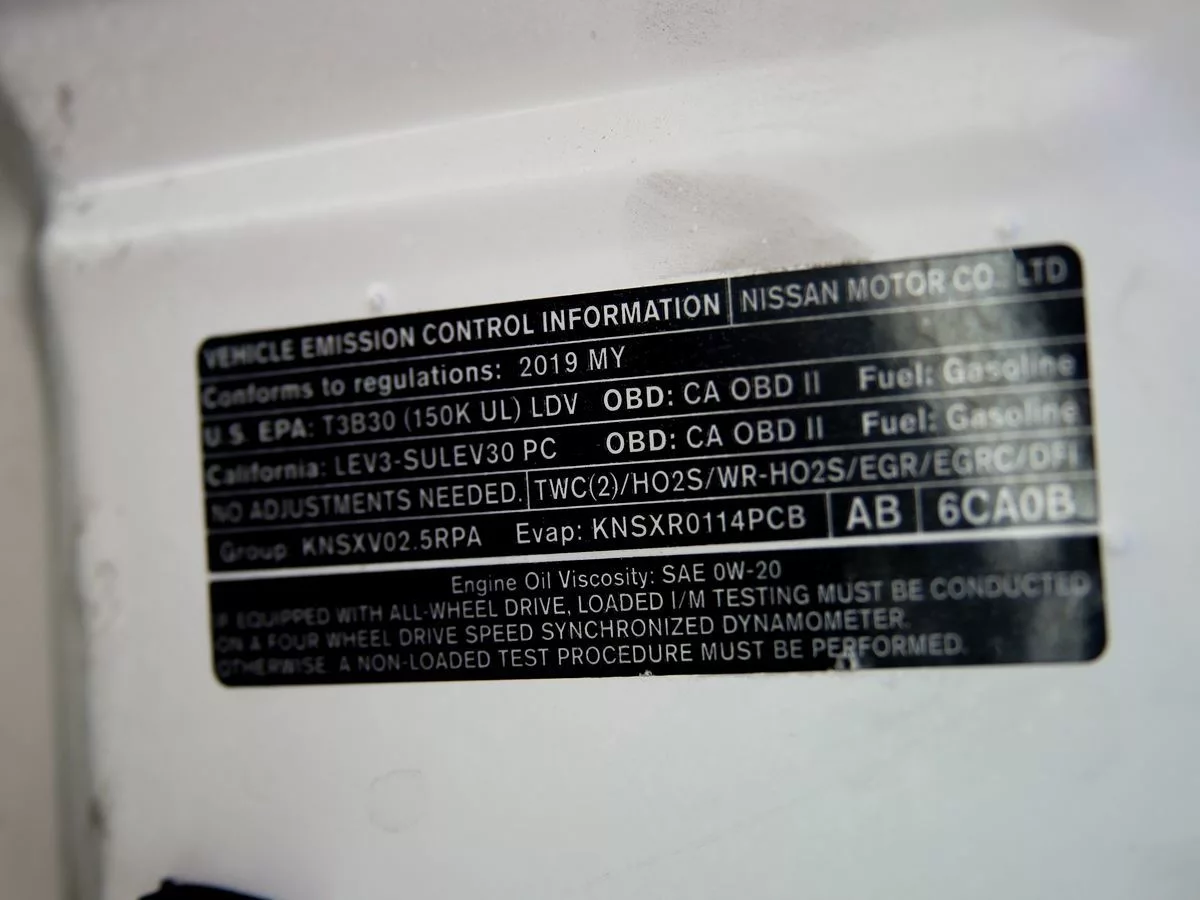 VEHICLE EMISSION CONTROL INFORMATION NISSAN MOTOR CO., LTD
Conforms to regulations: 2019 MY
U.S. EPA: T3B30 (150K UL) LDV OBD: CA OBD II Fuel: Gasoline
California: LEV3-SULEV30 PC OBD: CA OBD II Fuel: Gasoline
NO ADJUSTMENTS NEEDED. TWC(2)/HO2S/WR-HO2S/EGR/EGRC/DFI
Group: KNSXV02.5RPA Evap: KNSXR0114PCB AB 6CA0B
Engine Oil Viscosity: SAE 0W-20
IF EQUIPPED WITH ALL-WHEEL DRIVE, LOADED I/M TESTING MUST BE CONDUCTED
ON A FOUR WHEEL DRIVE SPEED SYNCHRONIZED DYNAMOMETER.
OTHERWISE A NON-LOADED TEST PROCEDURE MUST BE PERFORMED.